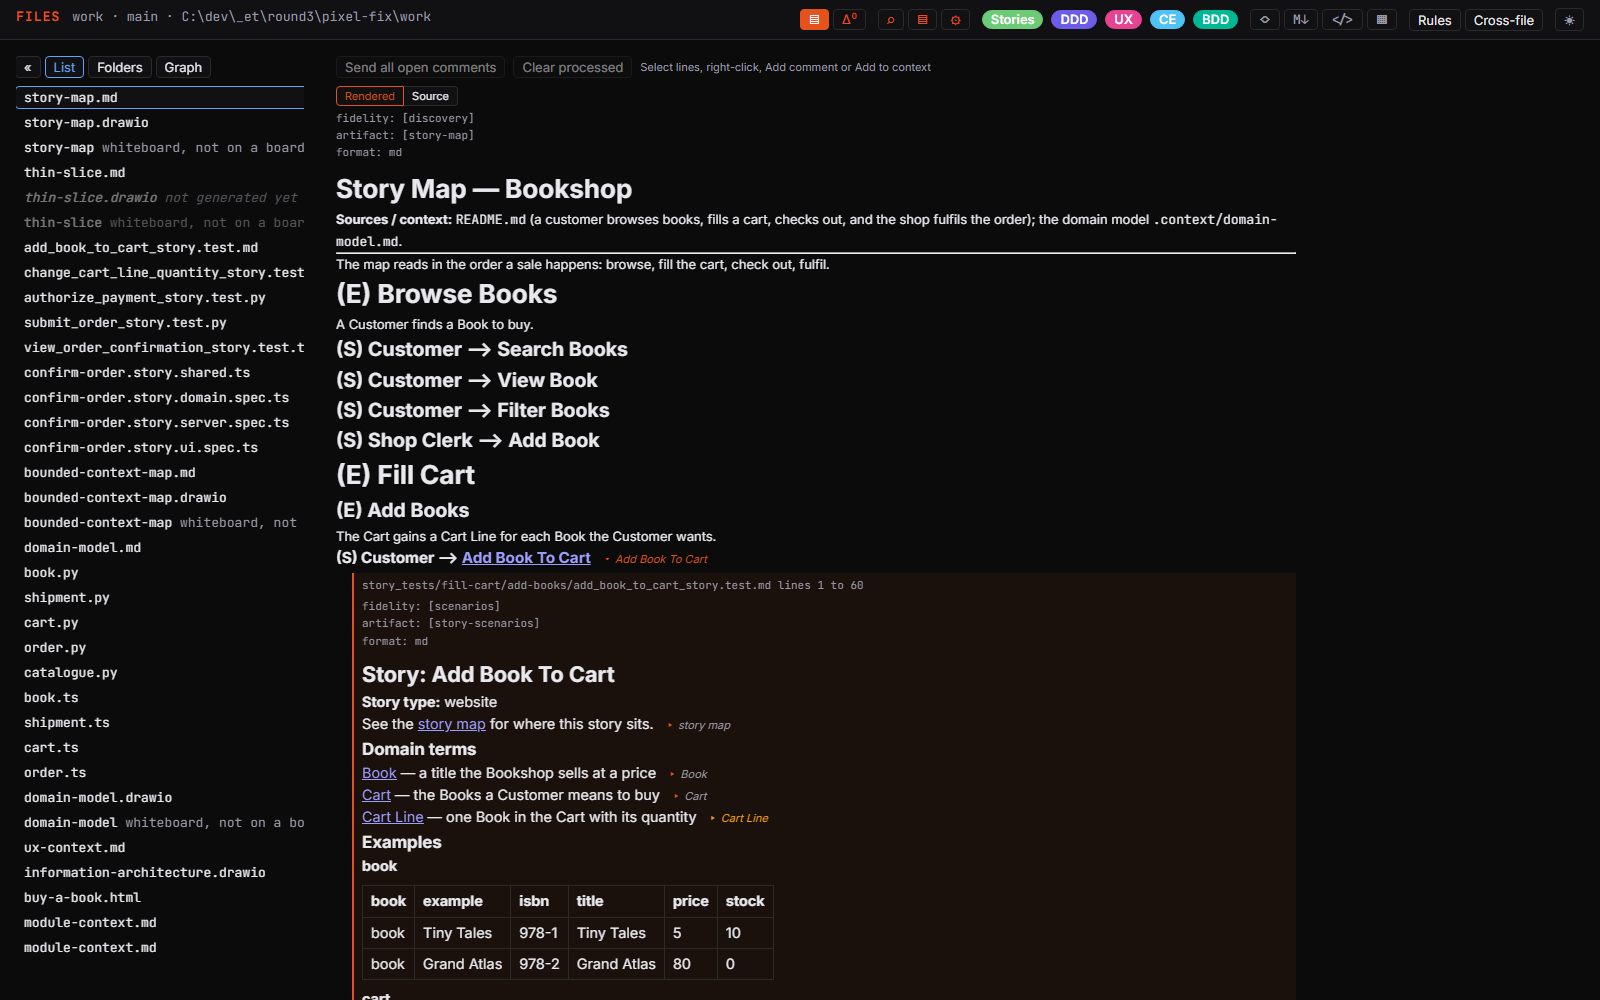 FILES work · main · C:\dev\_et\round3\pixel-fix\work
Δ⁰ Stories DDD UX CE BDD M↓ </> Rules Cross-file
« List Folders Graph
Send all open comments Clear processed Select lines, right-click, Add comment or Add to context
Rendered Source
story-map.md
story-map.drawio
story-map whiteboard, not on a board
thin-slice.md
thin-slice.drawio not generated yet
thin-slice whiteboard, not on a boar
add_book_to_cart_story.test.md
change_cart_line_quantity_story.test
authorize_payment_story.test.py
submit_order_story.test.py
view_order_confirmation_story.test.t
confirm-order.story.shared.ts
confirm-order.story.domain.spec.ts
confirm-order.story.server.spec.ts
confirm-order.story.ui.spec.ts
bounded-context-map.md
bounded-context-map.drawio
bounded-context-map whiteboard, not
domain-model.md
book.py
shipment.py
cart.py
order.py
catalogue.py
book.ts
shipment.ts
cart.ts
order.ts
domain-model.drawio
domain-model whiteboard, not on a bo
ux-context.md
information-architecture.drawio
buy-a-book.html
module-context.md
module-context.md
fidelity: [discovery]
artifact: [story-map]
format: md
Story Map — Bookshop
Sources / context: README.md (a customer browses books, fills a cart, checks out, and the shop fulfils the order); the domain model .context/domain-
model.md.
The map reads in the order a sale happens: browse, fill the cart, check out, fulfil.
(E) Browse Books
A Customer finds a Book to buy.
(S) Customer → Search Books
(S) Customer → View Book
(S) Customer → Filter Books
(S) Shop Clerk → Add Book
(E) Fill Cart
(E) Add Books
The Cart gains a Cart Line for each Book the Customer wants.
(S) Customer → Add Book To Cart ▸ Add Book To Cart
story_tests/fill-cart/add-books/add_book_to_cart_story.test.md lines 1 to 60
fidelity: [scenarios]
artifact: [story-scenarios]
format: md
Story: Add Book To Cart
Story type: website
See the story map for where this story sits. ▸ story map
Domain terms
Book — a title the Bookshop sells at a price ▸ Book
Cart — the Books a Customer means to buy ▸ Cart
Cart Line — one Book in the Cart with its quantity ▸ Cart Line
Examples
book
book example isbn title price stock
book Tiny Tales 978-1 Tiny Tales 5 10
book Grand Atlas 978-2 Grand Atlas 80 0
cart